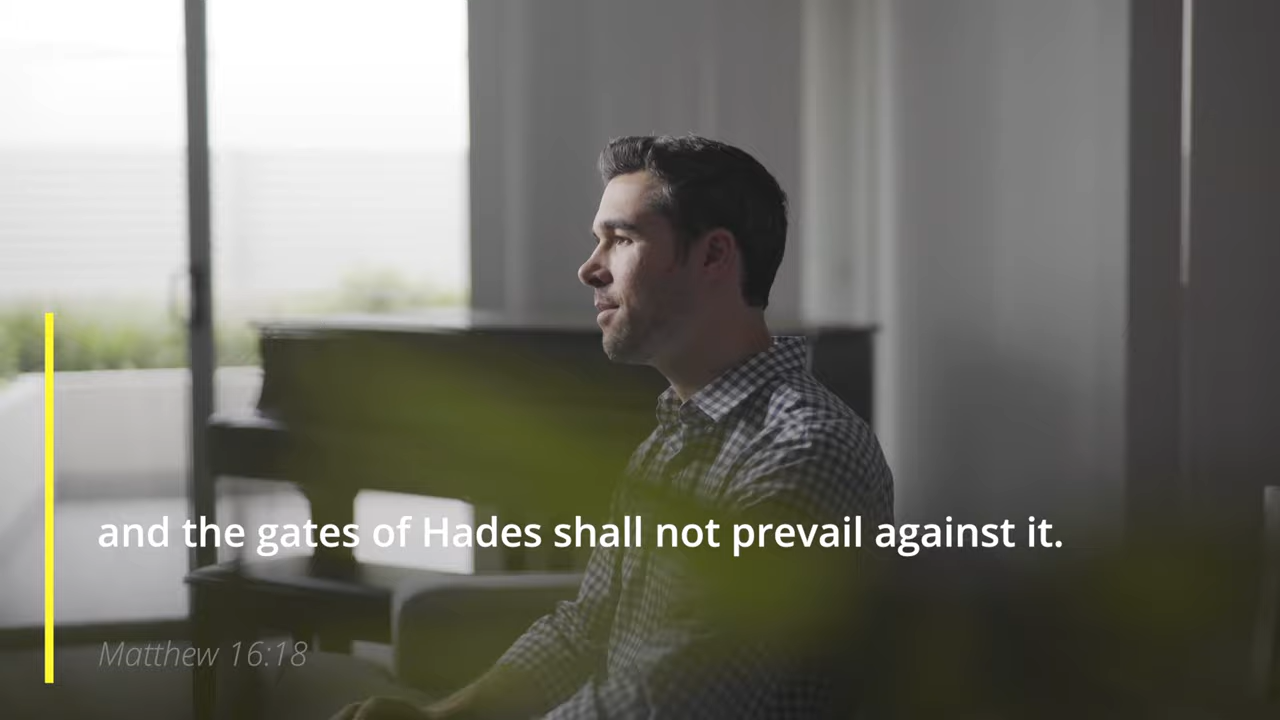 and the gates of Hades shall not prevail against it.
Matthew 16:18